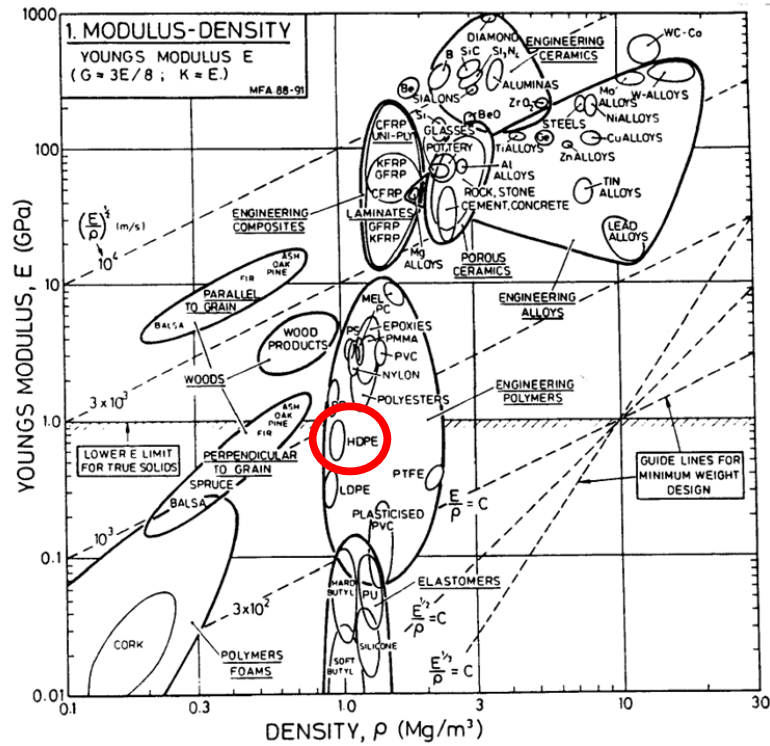 1. MODULUS-DENSITY
YOUNGS MODULUS E
(G ≈ 3E/8 ; K ≈ E.)
MFA 88-91
YOUNGS MODULUS, E (GPa)
1000
100
10
1.0
0.1
0.01
DIAMOND
B
SiC
Si₃N₄
ENGINEERING
CERAMICS
WC-Co
Be
SIALONS
ALUMINAS
ZrO₂
BeO
Si
Mo
ALLOYS
W-ALLOYS
STEELS
Ni ALLOYS
Ge
Cu ALLOYS
Ti ALLOYS
Zn ALLOYS
CFRP
UNI-PLY
GLASSES
POTTERY
KFRP
GFRP
CFRP
LAMINATES
GFRP
KFRP
Al
ALLOYS
ROCK, STONE
CEMENT, CONCRETE
TIN
ALLOYS
LEAD
ALLOYS
Mg
ALLOYS
POROUS
CERAMICS
ENGINEERING
COMPOSITES
ENGINEERING
ALLOYS
(E/ρ)^½ (m/s)
10⁴
ASH
OAK
PINE
FIR
PARALLEL
TO GRAIN
BALSA
WOOD
PRODUCTS
WOODS
3 x 10³
MEL
PC
EPOXIES
PS
PMMA
PVC
NYLON
POLYESTERS
ENGINEERING
POLYMERS
ASH
OAK
PINE
FIR
LOWER E LIMIT
FOR TRUE SOLIDS
PERPENDICULAR
TO GRAIN
SPRUCE
BALSA
HDPE
LDPE
PTFE
PLASTICISED
PVC
GUIDE LINES FOR
MINIMUM WEIGHT
DESIGN
E/ρ = C
E^½/ρ = C
E^⅓/ρ = C
10³
3 x 10²
HARD
BUTYL
PU
ELASTOMERS
SILICONE
SOFT
BUTYL
CORK
POLYMERS
FOAMS
0.1
0.3
1.0
3
10
30
DENSITY, ρ (Mg/m³)